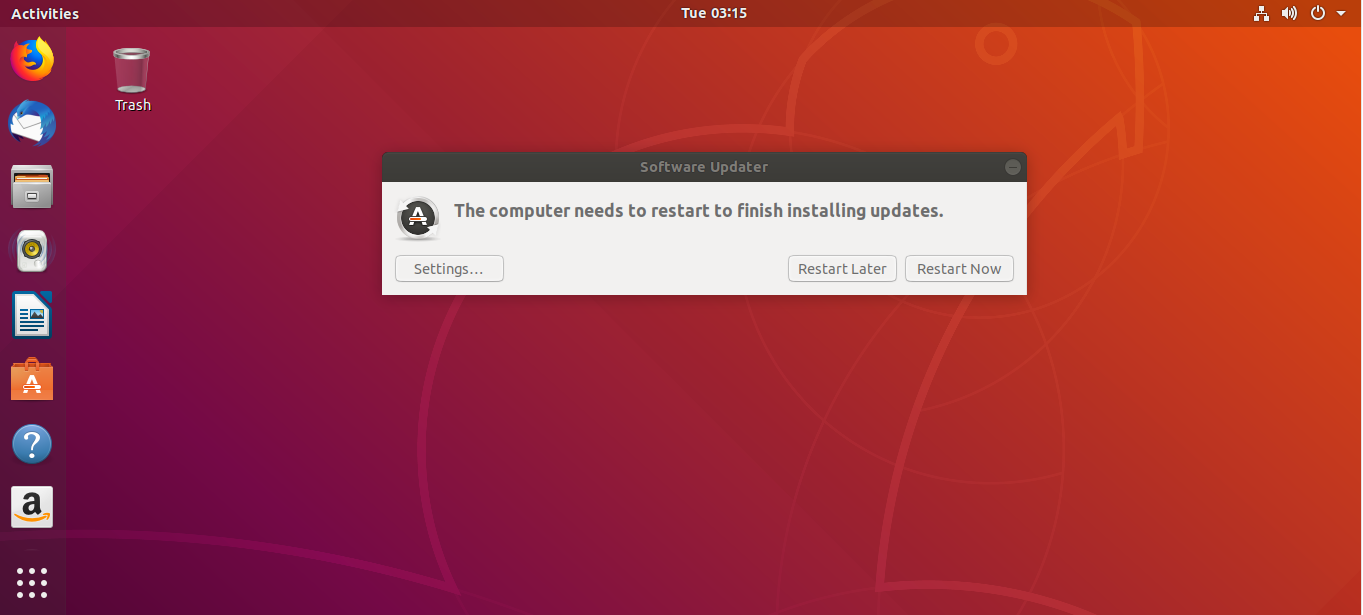 Activities
Tue 03:15
Trash
Software Updater
The computer needs to restart to finish installing updates.
Settings…
Restart Later
Restart Now